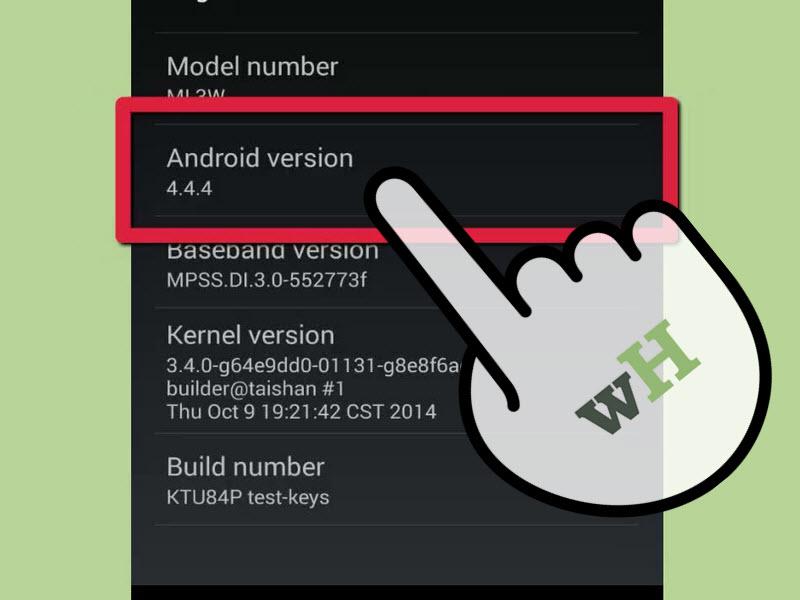 Model number
MI 3W
Android version
4.4.4
Baseband version
MPSS.DI.3.0-552773f
Kernel version
3.4.0-g64e9dd0-01131-g8e8f6a
builder@taishan #1
Thu Oct 9 19:21:42 CST 2014
Build number
KTU84P test-keys
wH